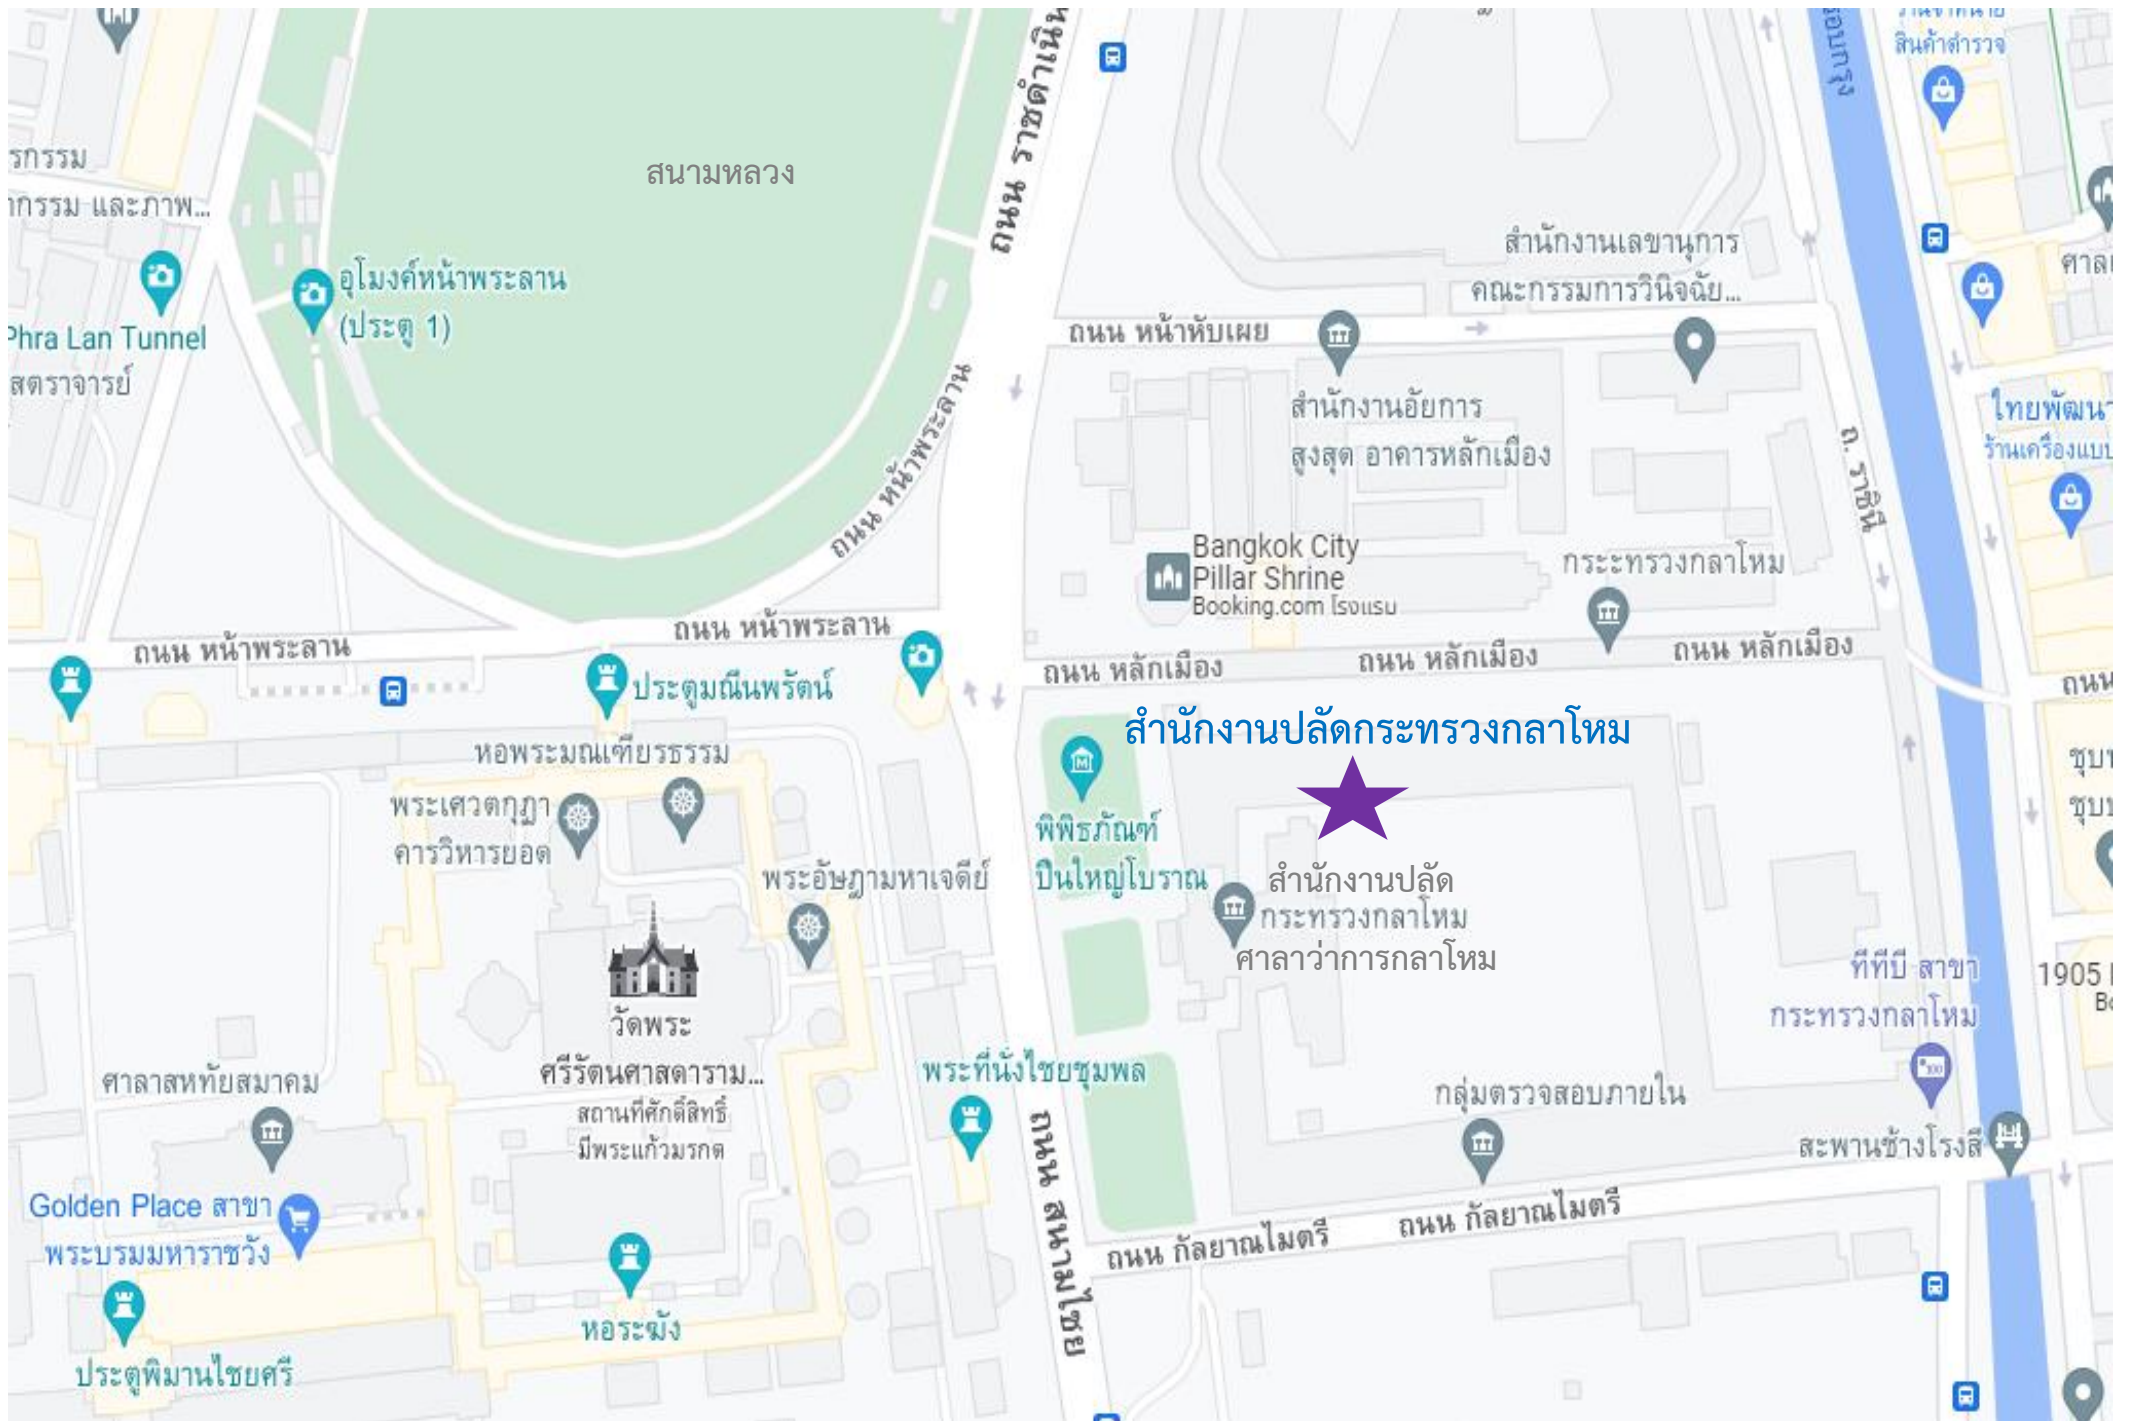 สินค้าตำรวจ
ถนน ราชดำเนิน
สนามหลวง
รกรรม
กรรม และภาพ...
Phra Lan Tunnel
สตราจารย์
อุโมงค์หน้าพระลาน
(ประตู 1)
สำนักงานเลขานุการ
คณะกรรมการวินิจฉัย...
ถนน หน้าหับเผย
สำนักงานอัยการ
สูงสุด อาคารหลักเมือง
ไทยพัฒนา
ร้านเครื่องแบบ
ถ. ราชินี
ถนน หน้าพระลาน
Bangkok City
Pillar Shrine
Booking.com โรงแรม
กระะทรวงกลาโหม
ถนน หน้าพระลาน
ถนน หน้าพระลาน
ถนน หลักเมือง
ถนน หลักเมือง
ถนน หลักเมือง
ถนน
ประตูมณีนพรัตน์
สำนักงานปลัดกระทรวงกลาโหม
หอพระมณเฑียรธรรม
พระเศวตกุฎา
คารวิหารยอด
พิพิธภัณฑ์
ปืนใหญ่โบราณ
พระอัษฎามหาเจดีย์
สำนักงานปลัด
กระทรวงกลาโหม
ศาลาว่าการกลาโหม
ทีทีบี สาขา
กระทรวงกลาโหม
1905
วัดพระ
ศรีรัตนศาสดาราม...
สถานที่ศักดิ์สิทธิ์
มีพระแก้วมรกต
ศาลาสหทัยสมาคม
พระที่นั่งไชยชุมพล
กลุ่มตรวจสอบภายใน
สะพานช้างโรงสี
Golden Place สาขา
พระบรมมหาราชวัง
ถนน สนามไชย
ถนน กัลยาณไมตรี
ถนน กัลยาณไมตรี
หอระฆัง
ประตูพิมานไชยศรี